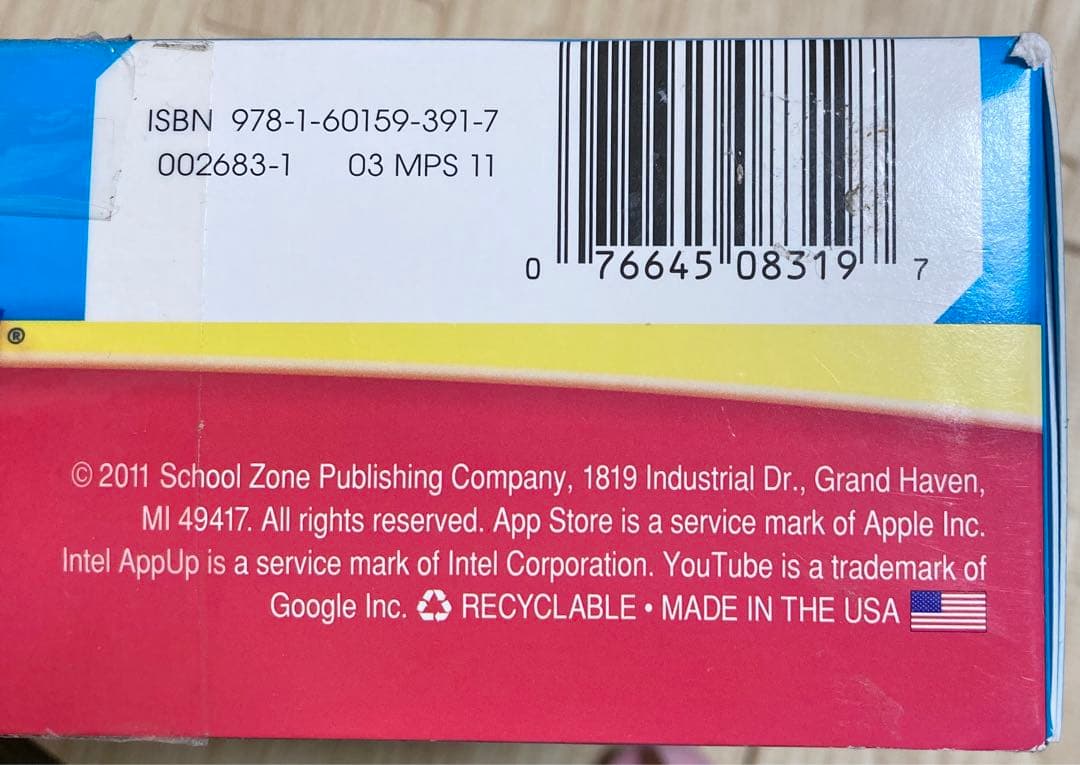 ISBN 978-1-60159-391-7
002683-1 03 MPS 11
0 76645 08319 7
®
© 2011 School Zone Publishing Company, 1819 Industrial Dr., Grand Haven,
MI 49417. All rights reserved. App Store is a service mark of Apple Inc.
Intel AppUp is a service mark of Intel Corporation. YouTube is a trademark of
Google Inc. ♻ RECYCLABLE • MADE IN THE USA